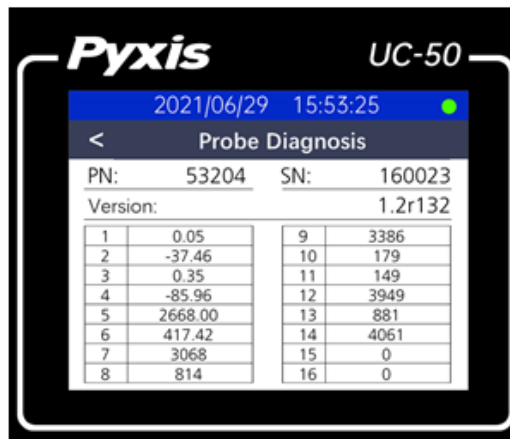 Pyxis UC-50
2021/06/29 15:53:25
< Probe Diagnosis
PN: 53204 SN: 160023
Version: 1.2r132
1 0.05 9 3386
2 -37.46 10 179
3 0.35 11 149
4 -85.96 12 3949
5 2668.00 13 881
6 417.42 14 4061
7 3068 15 0
8 814 16 0